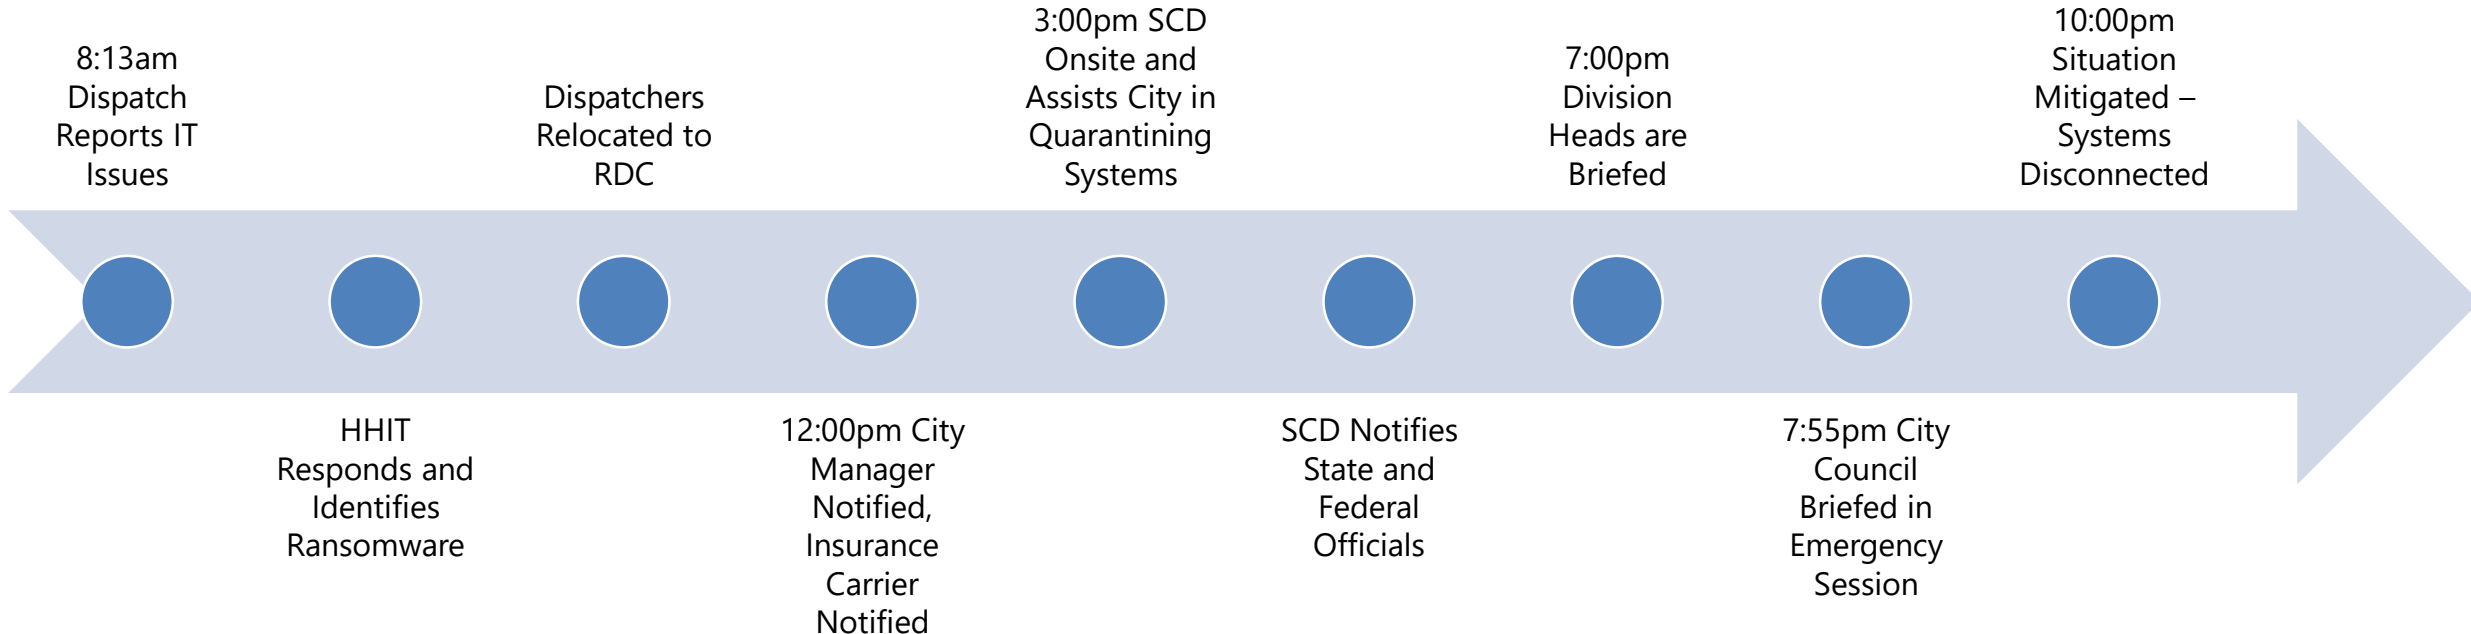 8:13am
Dispatch
Reports IT
Issues
HHIT
Responds and
Identifies
Ransomware
Dispatchers
Relocated to
RDC
12:00pm City
Manager
Notified,
Insurance
Carrier
Notified
3:00pm SCD
Onsite and
Assists City in
Quarantining
Systems
SCD Notifies
State and
Federal
Officials
7:00pm
Division
Heads are
Briefed
7:55pm City
Council
Briefed in
Emergency
Session
10:00pm
Situation
Mitigated –
Systems
Disconnected